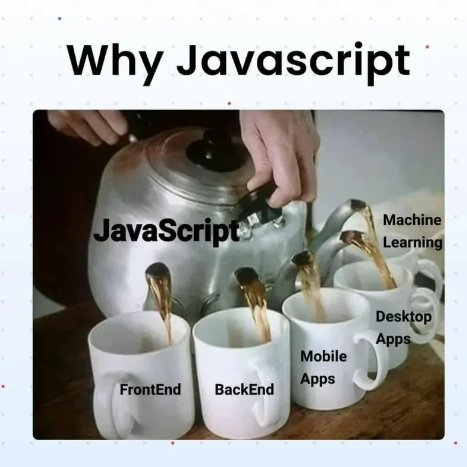 Why Javascript
JavaScript
Machine
Learning
Desktop
Apps
Mobile
Apps
BackEnd
FrontEnd